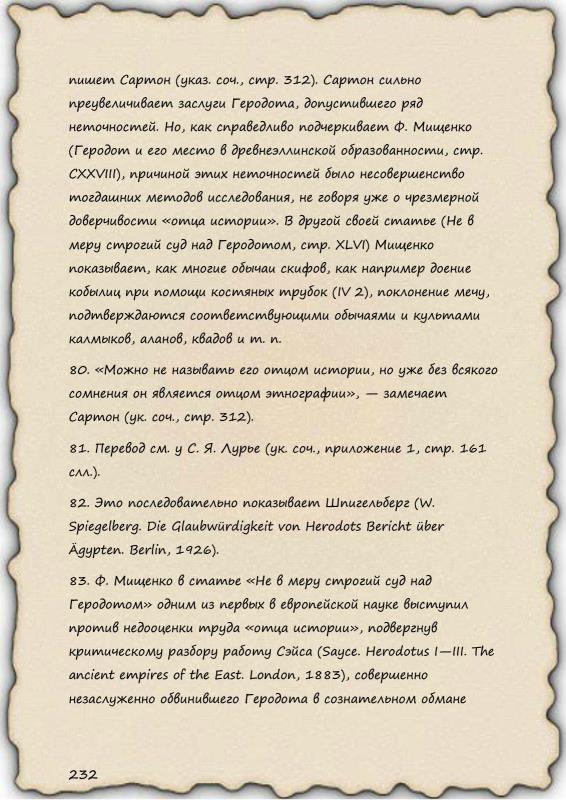 пишет Сартон (указ. соч., стр. 312). Сартон сильно
преувеличивает заслуги Геродота, допустившего ряд
неточностей. Но, как справедливо подчеркивает Ф. Мищенко
(Геродот и его место в древнеэллинской образованности, стр.
CXXVIII), причиной этих неточностей было несовершенство
тогдашних методов исследования, не говоря уже о чрезмерной
доверчивости «отца истории». В другой своей статье (Не в
меру строгий суд над Геродотом, стр. XLVI) Мищенко
показывает, как многие обычаи скифов, как например доение
кобылиц при помощи костяных трубок (IV 2), поклонение мечу,
подтверждаются соответствующими обычаями и культами
калмыков, аланов, квадов и т. п.
80. «Можно не называть его отцом истории, но уже без всякого
сомнения он является отцом этнографии», — замечает
Сартон (ук. соч., стр. 312).
81. Перевод см. у С. Я. Лурье (ук. соч., приложение 1, стр. 161
слл.).
82. Это последовательно показывает Шпигельберг (W.
Spiegelberg. Die Glaubwürdigkeit von Herodots Bericht über
Ägypten. Berlin, 1926).
83. Ф. Мищенко в статье «Не в меру строгий суд над
Геродотом» одним из первых в европейской науке выступил
против недооценки труда «отца истории», подвергнув
критическому разбору работу Сэйса (Sayce. Herodotus I—III. The
ancient empires of the East. London, 1883), совершенно
незаслуженно обвинившего Геродота в сознательном обмане
232